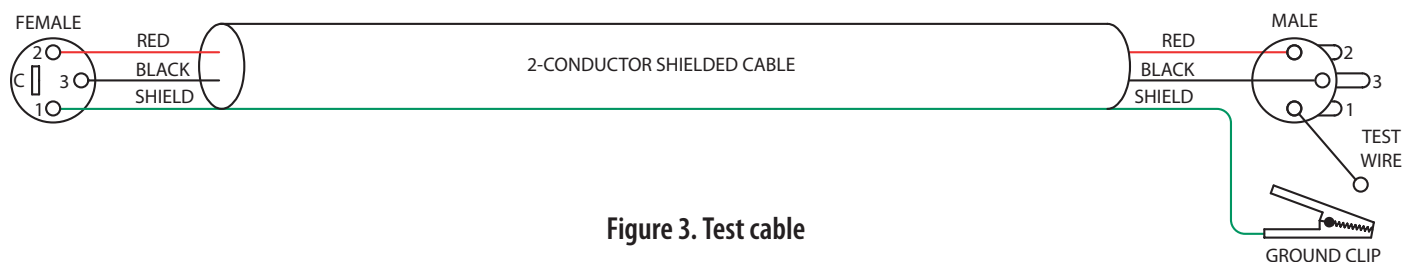 FEMALE
MALE
2
RED
RED
2
C
3
BLACK
2-CONDUCTOR SHIELDED CABLE
BLACK
3
1
SHIELD
SHIELD
1
TEST
WIRE
Figure 3. Test cable
GROUND CLIP